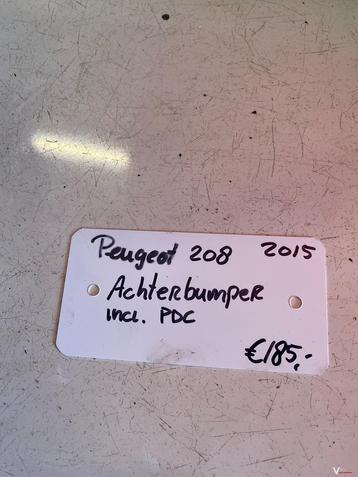 Peugeot 208 2015
Achterbumper
incl. PDC
€185,-